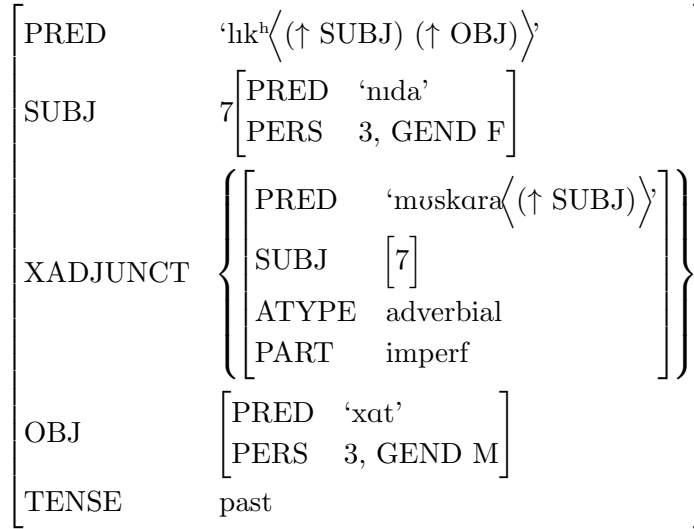 PRED ‘lɪkʰ⟨(↑ SUBJ) (↑ OBJ)⟩’
SUBJ 7[PRED ‘nɪda’
PERS 3, GEND F]
XADJUNCT {[PRED ‘mʊskɑra⟨(↑ SUBJ)⟩’
SUBJ [7]
ATYPE adverbial
PART imperf]}
OBJ [PRED ‘xɑt’
PERS 3, GEND M]
TENSE past